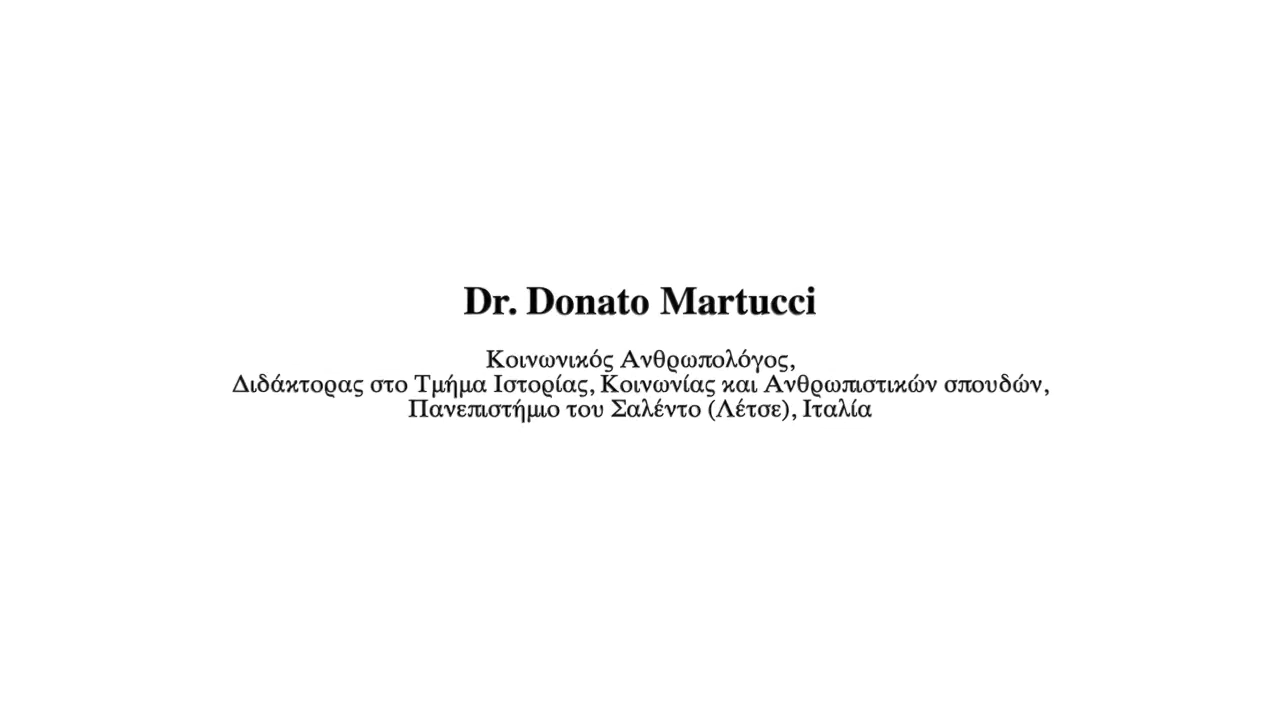 Dr. Donato Martucci
Κοινωνικός Ανθρωπολόγος,
Διδάκτορας στο Τμήμα Ιστορίας, Κοινωνίας και Ανθρωπιστικών σπουδών,
Πανεπιστήμιο του Σαλέντο (Λέτσε), Ιταλία